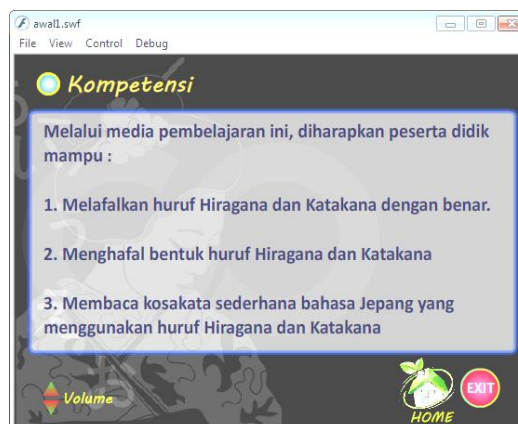 awal1.swf
File View Control Debug
Kompetensi
Melalui media pembelajaran ini, diharapkan peserta didik
mampu :
1. Melafalkan huruf Hiragana dan Katakana dengan benar.
2. Menghafal bentuk huruf Hiragana dan Katakana
3. Membaca kosakata sederhana bahasa Jepang yang
menggunakan huruf Hiragana dan Katakana
Volume
EXIT
HOME